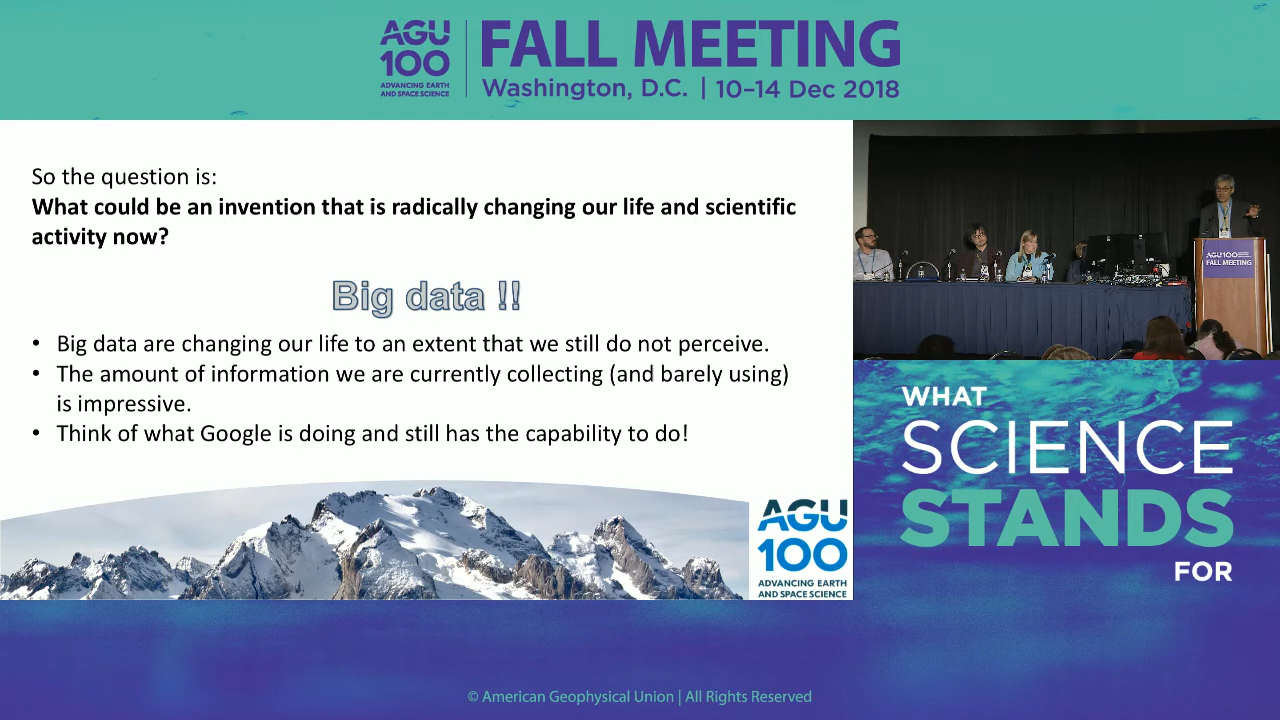 AGU
100
ADVANCING EARTH
AND SPACE SCIENCE
FALL MEETING
Washington, D.C. | 10–14 Dec 2018
So the question is:
What could be an invention that is radically changing our life and scientific
activity now?
Big data !!
• Big data are changing our life to an extent that we still do not perceive.
• The amount of information we are currently collecting (and barely using)
is impressive.
• Think of what Google is doing and still has the capability to do!
AGU
100
ADVANCING EARTH
AND SPACE SCIENCE
AGU100
FALL MEETING
WHAT
SCIENCE
STANDS
FOR
© American Geophysical Union | All Rights Reserved